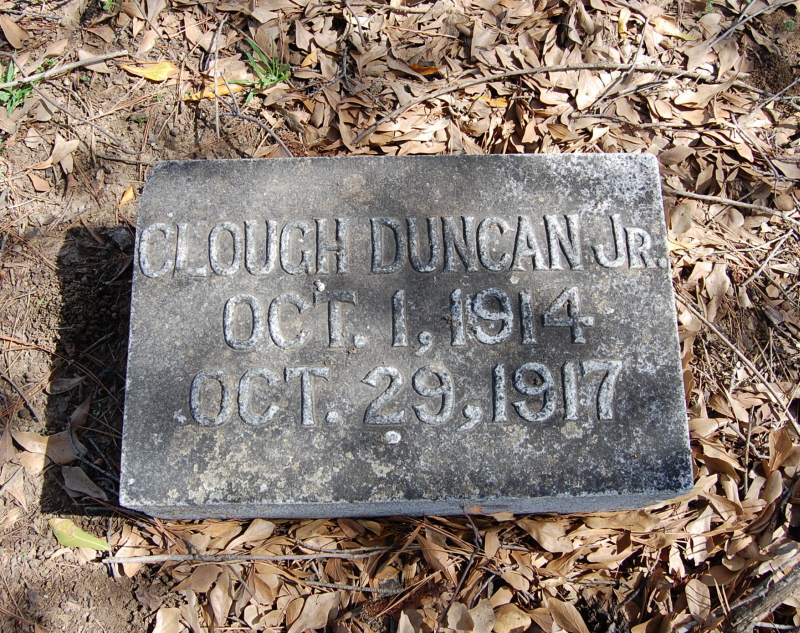 CLOUGH DUNCAN JR.
OCT. 1, 1914
OCT. 29, 1917